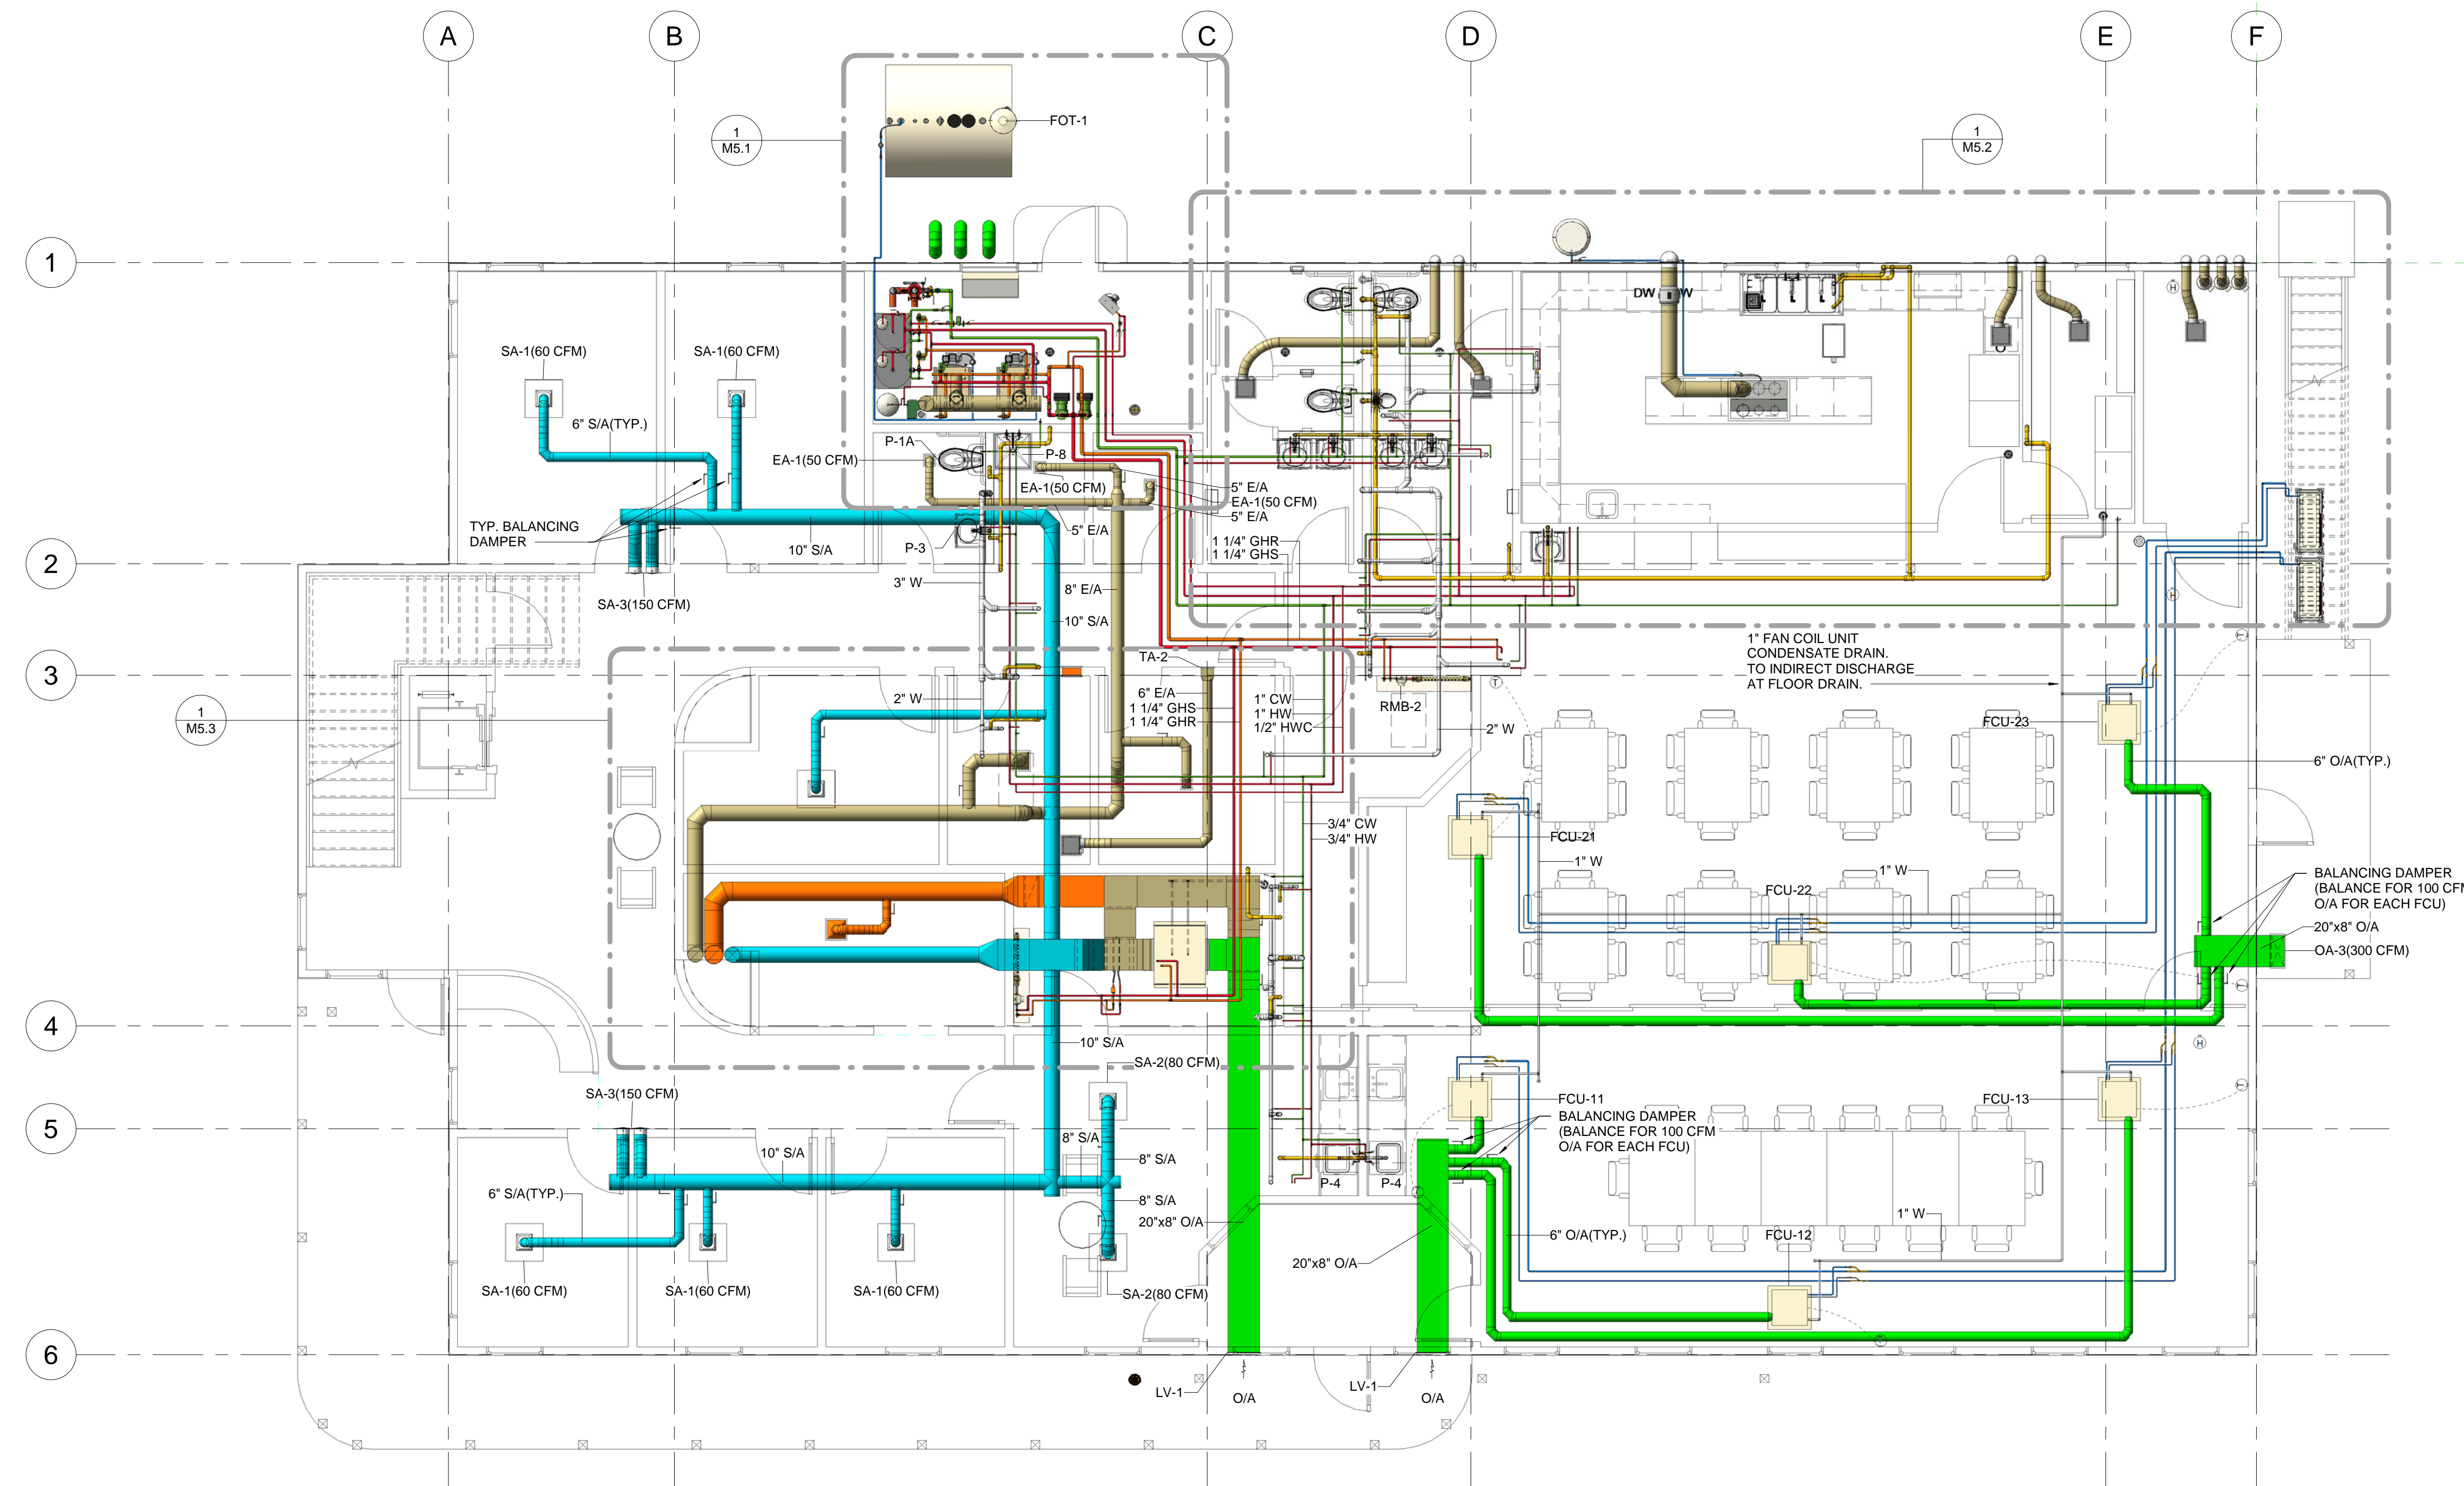 A
B
C
D
E
F
1
2
3
4
5
6
1
M5.1
1
M5.2
1
M5.3
FOT-1
DW
W
H
SA-1(60 CFM)
SA-1(60 CFM)
6" S/A(TYP.)
TYP. BALANCING
DAMPER
10" S/A
SA-3(150 CFM)
EA-1(50 CFM)
P-1A
P-8
EA-1(50 CFM)
5" E/A
EA-1(50 CFM)
5" E/A
5" E/A
P-3
3" W
8" E/A
10" S/A
1 1/4" GHR
1 1/4" GHS
H
TA-2
6" E/A
1 1/4" GHS
1 1/4" GHR
1" CW
1" HW
1/2" HWC
2" W
RMB-2
2" W
T
1" FAN COIL UNIT
CONDENSATE DRAIN.
TO INDIRECT DISCHARGE
AT FLOOR DRAIN.
FCU-23
6" O/A(TYP.)
3/4" CW
3/4" HW
FCU-21
1" W
FCU-22
1" W
BALANCING DAMPER
(BALANCE FOR 100 CFM
O/A FOR EACH FCU)
20"x8" O/A
OA-3(300 CFM)
10" S/A
SA-2(80 CFM)
H
SA-3(150 CFM)
10" S/A
8" S/A
8" S/A
8" S/A
6" S/A(TYP.)
SA-1(60 CFM)
SA-1(60 CFM)
SA-1(60 CFM)
SA-2(80 CFM)
20"x8" O/A
20"x8" O/A
P-4
P-4
FCU-11
BALANCING DAMPER
(BALANCE FOR 100 CFM
O/A FOR EACH FCU)
FCU-13
6" O/A(TYP.)
FCU-12
1" W
LV-1
O/A
LV-1
O/A